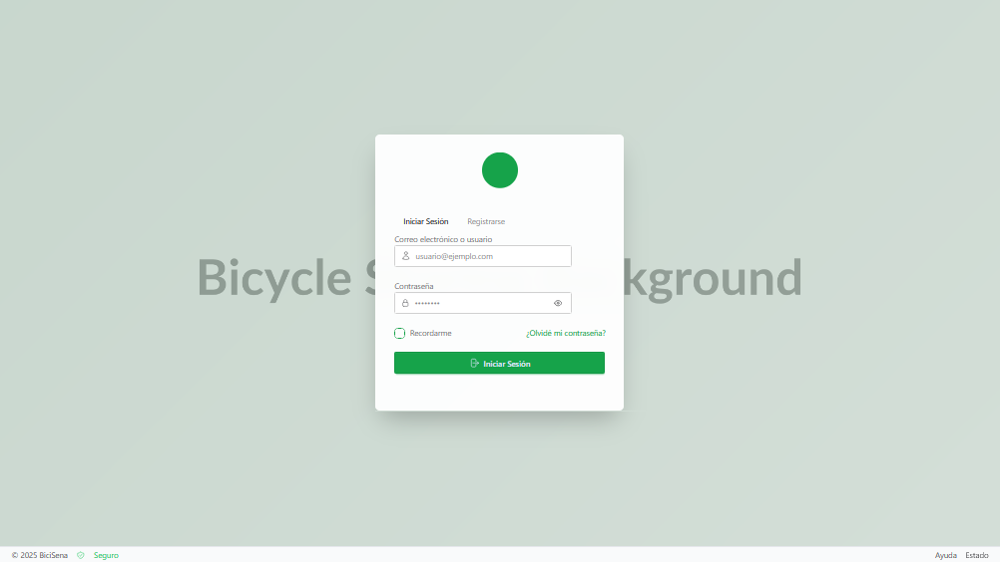 Iniciar Sesión Registrarse
Correo electrónico o usuario
usuario@ejemplo.com
Bicycle S kground
Contraseña
••••••••
Recordarme ¿Olvidé mi contraseña?
Iniciar Sesión
© 2025 BiciSena Seguro Ayuda Estado